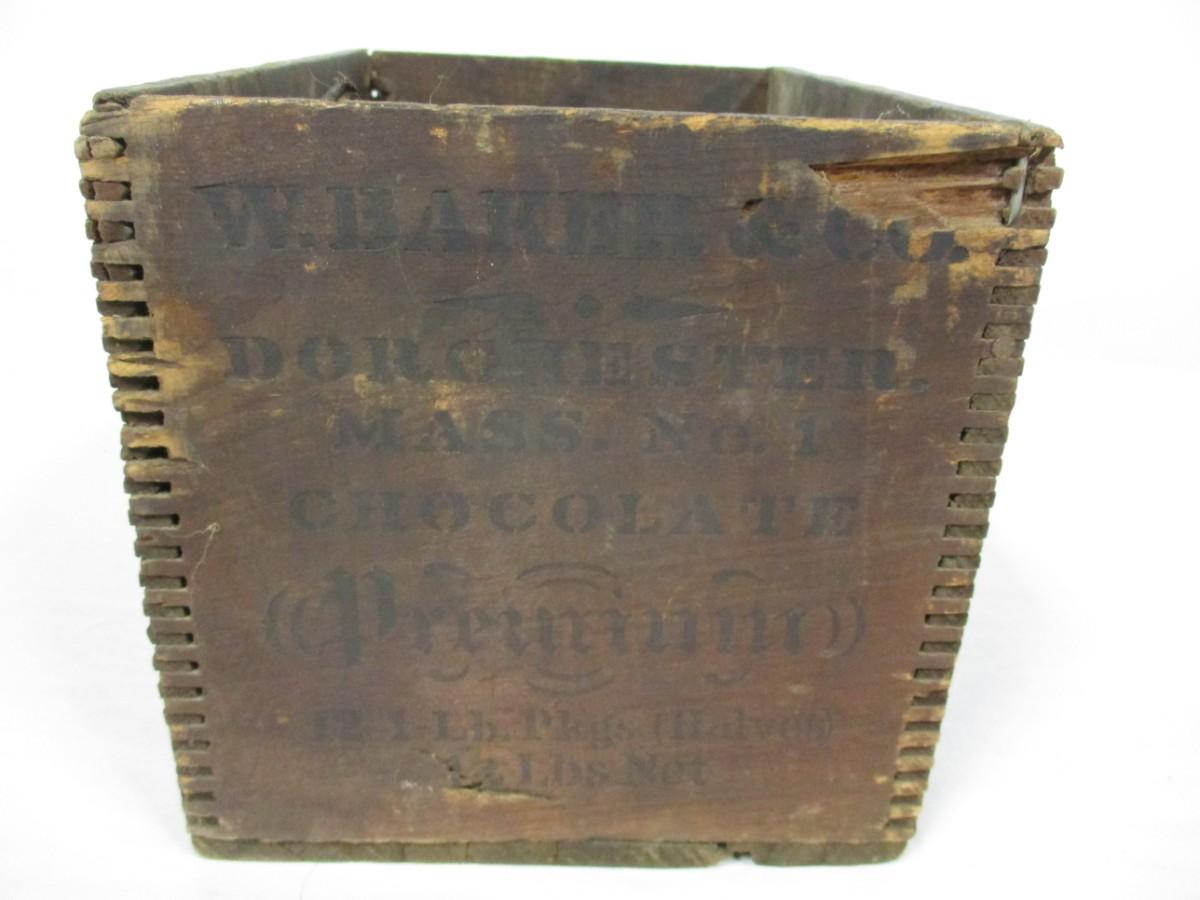 W. BAKER & CO.
DORCHESTER,
MASS. No. 1
CHOCOLATE
((Premium))
12 1-Lb. Pkgs (Halves)
Lbs Net